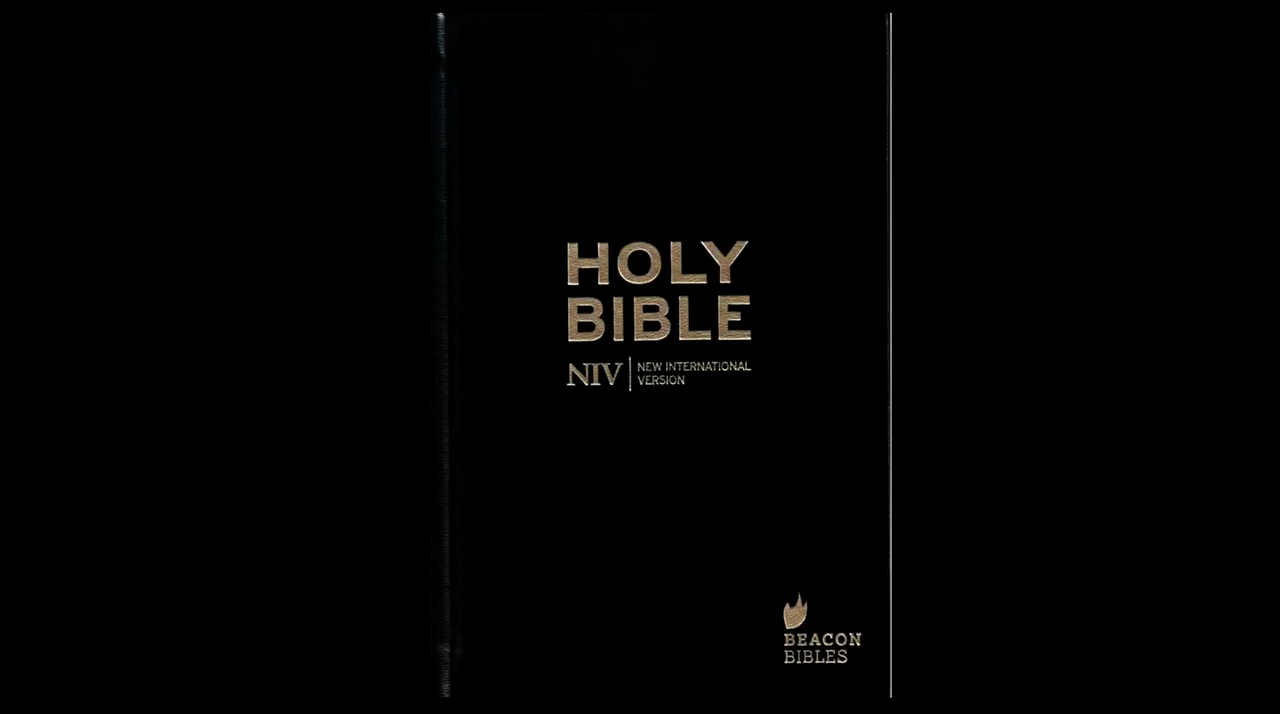 HOLY
BIBLE
NIV | NEW INTERNATIONAL
VERSION
BEACON
BIBLES